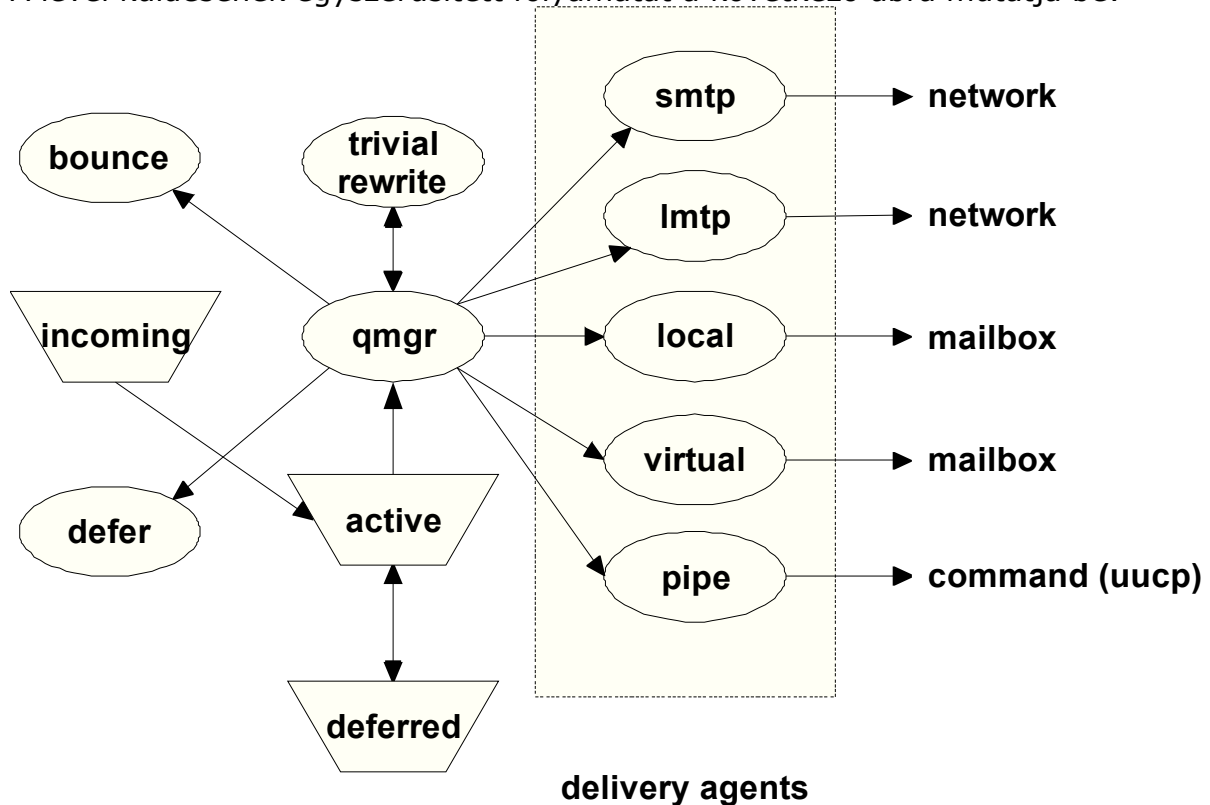 smtp
network
bounce
trivial
rewrite
lmtp
network
incoming
qmgr
local
mailbox
virtual
mailbox
defer
active
pipe
command (uucp)
deferred
delivery agents